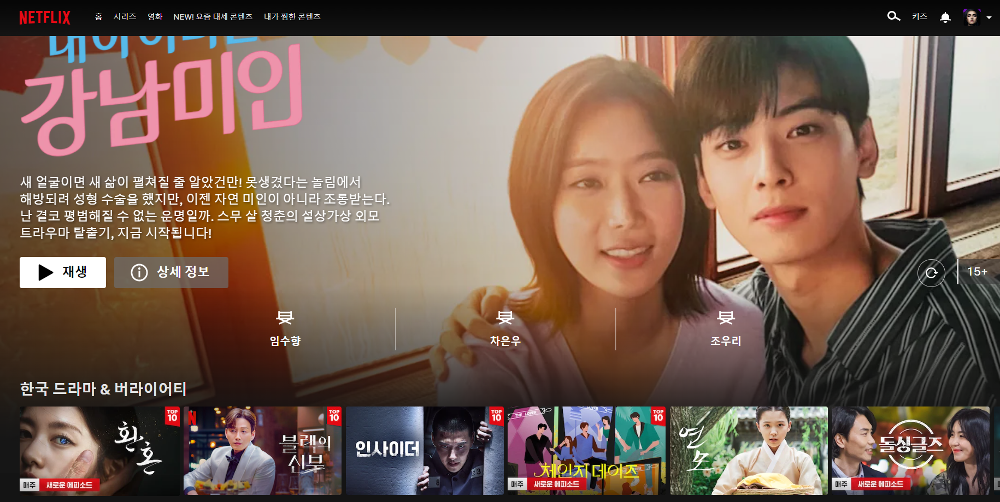 NETFLIX 홈 시리즈 영화 NEW! 요즘 대세 콘텐츠 내가 찜한 콘텐츠 키즈
강남미인
새 얼굴이면 새 삶이 펼쳐질 줄 알았건만! 못생겼다는 놀림에서
해방되려 성형 수술을 했지만, 이젠 자연 미인이 아니라 조롱받는다.
난 결코 평범해질 수 없는 운명일까. 스무 살 청춘의 설상가상 외모
트라우마 탈출기, 지금 시작됩니다!
재생 상세 정보
15+
임수향 차은우 조우리
한국 드라마 & 버라이어티
TOP
10
환혼
매주 새로운 에피소드
N
TOP
10
블랙의
신부
TOP
10
인사이더
TOP
10
THE LOVER
체인지 데이즈
매주 새로운 에피소드
연모
돌싱글즈
매주 새로운 에피소드